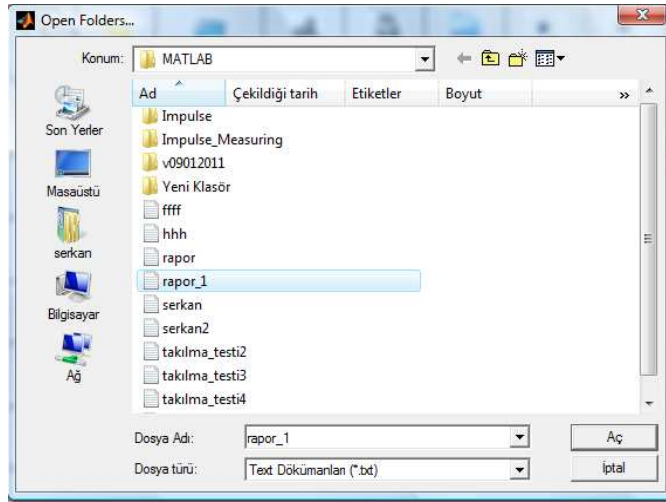 Open Folders...
Konum: MATLAB
Ad Çekildiği tarih Etiketler Boyut »
Son Yerler
Masaüstü
serkan
Bilgisayar
Ağ
Impulse
Impulse_Measuring
v09012011
Yeni Klasör
ffff
hhh
rapor
rapor_1
serkan
serkan2
takılma_testi2
takılma_testi3
takılma_testi4
Dosya Adı: rapor_1 Aç
Dosya türü: Text Dökümanları (*.txt) İptal